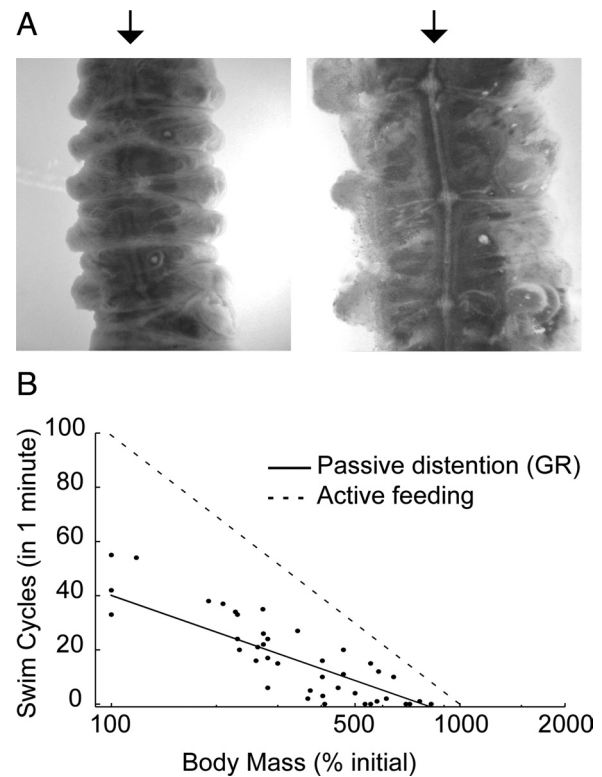 A
B
Swim Cycles (in 1 minute)
100
80
60
40
20
0
Passive distention (GR)
Active feeding
100 500 1000 2000
Body Mass (% initial)